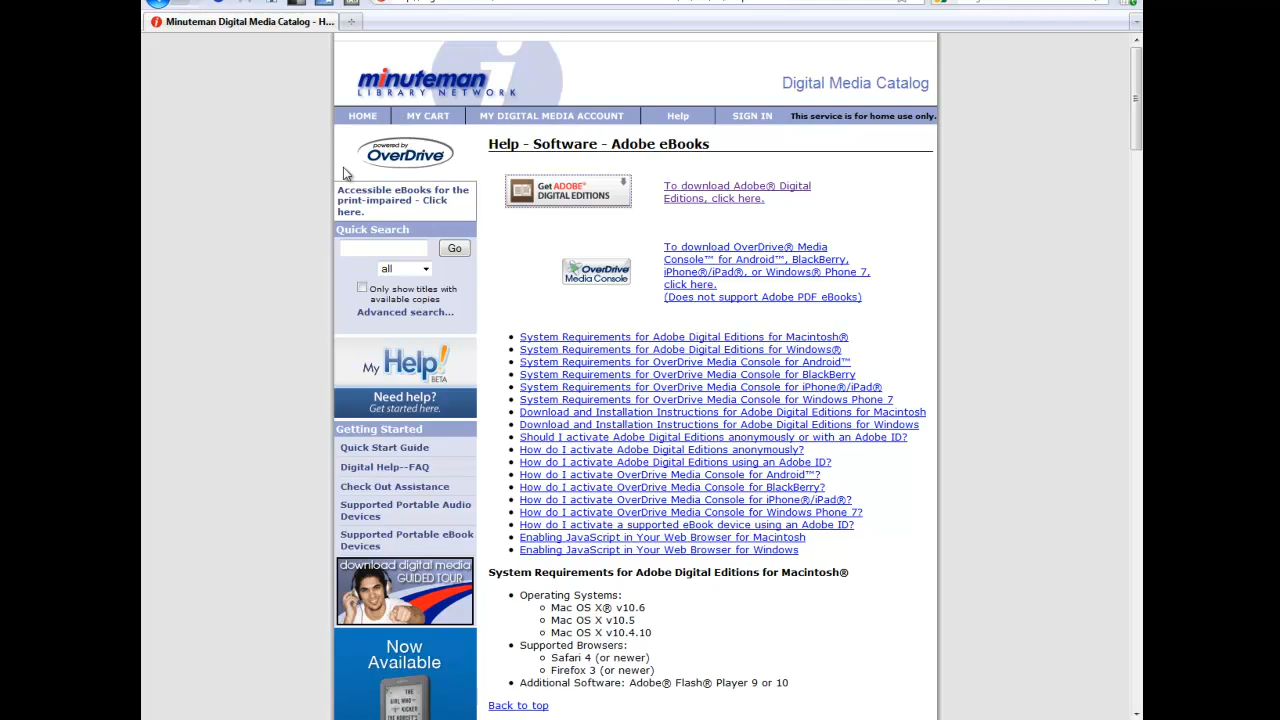 Minuteman Digital Media Catalog - H...
minuteman
LIBRARY NETWORK
Digital Media Catalog
HOME
MY CART
MY DIGITAL MEDIA ACCOUNT
Help
SIGN IN
This service is for home use only.
powered by
OverDrive
Accessible eBooks for the
print-impaired - Click
here.
Quick Search
Go
all
Only show titles with
available copies
Advanced search...
My Help!
BETA
Need help?
Get started here.
Getting Started
Quick Start Guide
Digital Help--FAQ
Check Out Assistance
Supported Portable Audio
Devices
Supported Portable eBook
Devices
download digital media
GUIDED TOUR
Now
Available
THE
GIRL WHO
KICKED
THE HORNET'S
Help - Software - Adobe eBooks
Get ADOBE®
DIGITAL EDITIONS
To download Adobe® Digital
Editions, click here.
OverDrive
Media Console
To download OverDrive® Media
Console™ for Android™, BlackBerry,
iPhone®/iPad®, or Windows® Phone 7,
click here.
(Does not support Adobe PDF eBooks)
System Requirements for Adobe Digital Editions for Macintosh®
System Requirements for Adobe Digital Editions for Windows®
System Requirements for OverDrive Media Console for Android™
System Requirements for OverDrive Media Console for BlackBerry
System Requirements for OverDrive Media Console for iPhone®/iPad®
System Requirements for OverDrive Media Console for Windows Phone 7
Download and Installation Instructions for Adobe Digital Editions for Macintosh
Download and Installation Instructions for Adobe Digital Editions for Windows
Should I activate Adobe Digital Editions anonymously or with an Adobe ID?
How do I activate Adobe Digital Editions anonymously?
How do I activate Adobe Digital Editions using an Adobe ID?
How do I activate OverDrive Media Console for Android™?
How do I activate OverDrive Media Console for BlackBerry?
How do I activate OverDrive Media Console for iPhone®/iPad®?
How do I activate OverDrive Media Console for Windows Phone 7?
How do I activate a supported eBook device using an Adobe ID?
Enabling JavaScript in Your Web Browser for Macintosh
Enabling JavaScript in Your Web Browser for Windows
System Requirements for Adobe Digital Editions for Macintosh®
Operating Systems:
Mac OS X® v10.6
Mac OS X v10.5
Mac OS X v10.4.10
Supported Browsers:
Safari 4 (or newer)
Firefox 3 (or newer)
Additional Software: Adobe® Flash® Player 9 or 10
Back to top